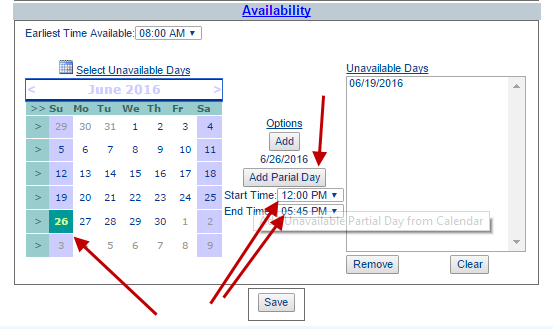 Availability
Earliest Time Available: 08:00 AM
Select Unavailable Days
< June 2016 >
>> Su Mo Tu We Th Fr Sa
> 29 30 31 1 2 3 4
> 5 6 7 8 9 10 11
> 12 13 14 15 16 17 18
> 19 20 21 22 23 24 25
> 26 27 28 29 30 1 2
> 3 5 6 7 8 9
Options
Add
6/26/2016
Add Parial Day
Start Time: 12:00 PM
End Time: 05:45 PM
Unavailable Partial Day from Calendar
Unavailable Days
06/19/2016
Remove Clear
Save